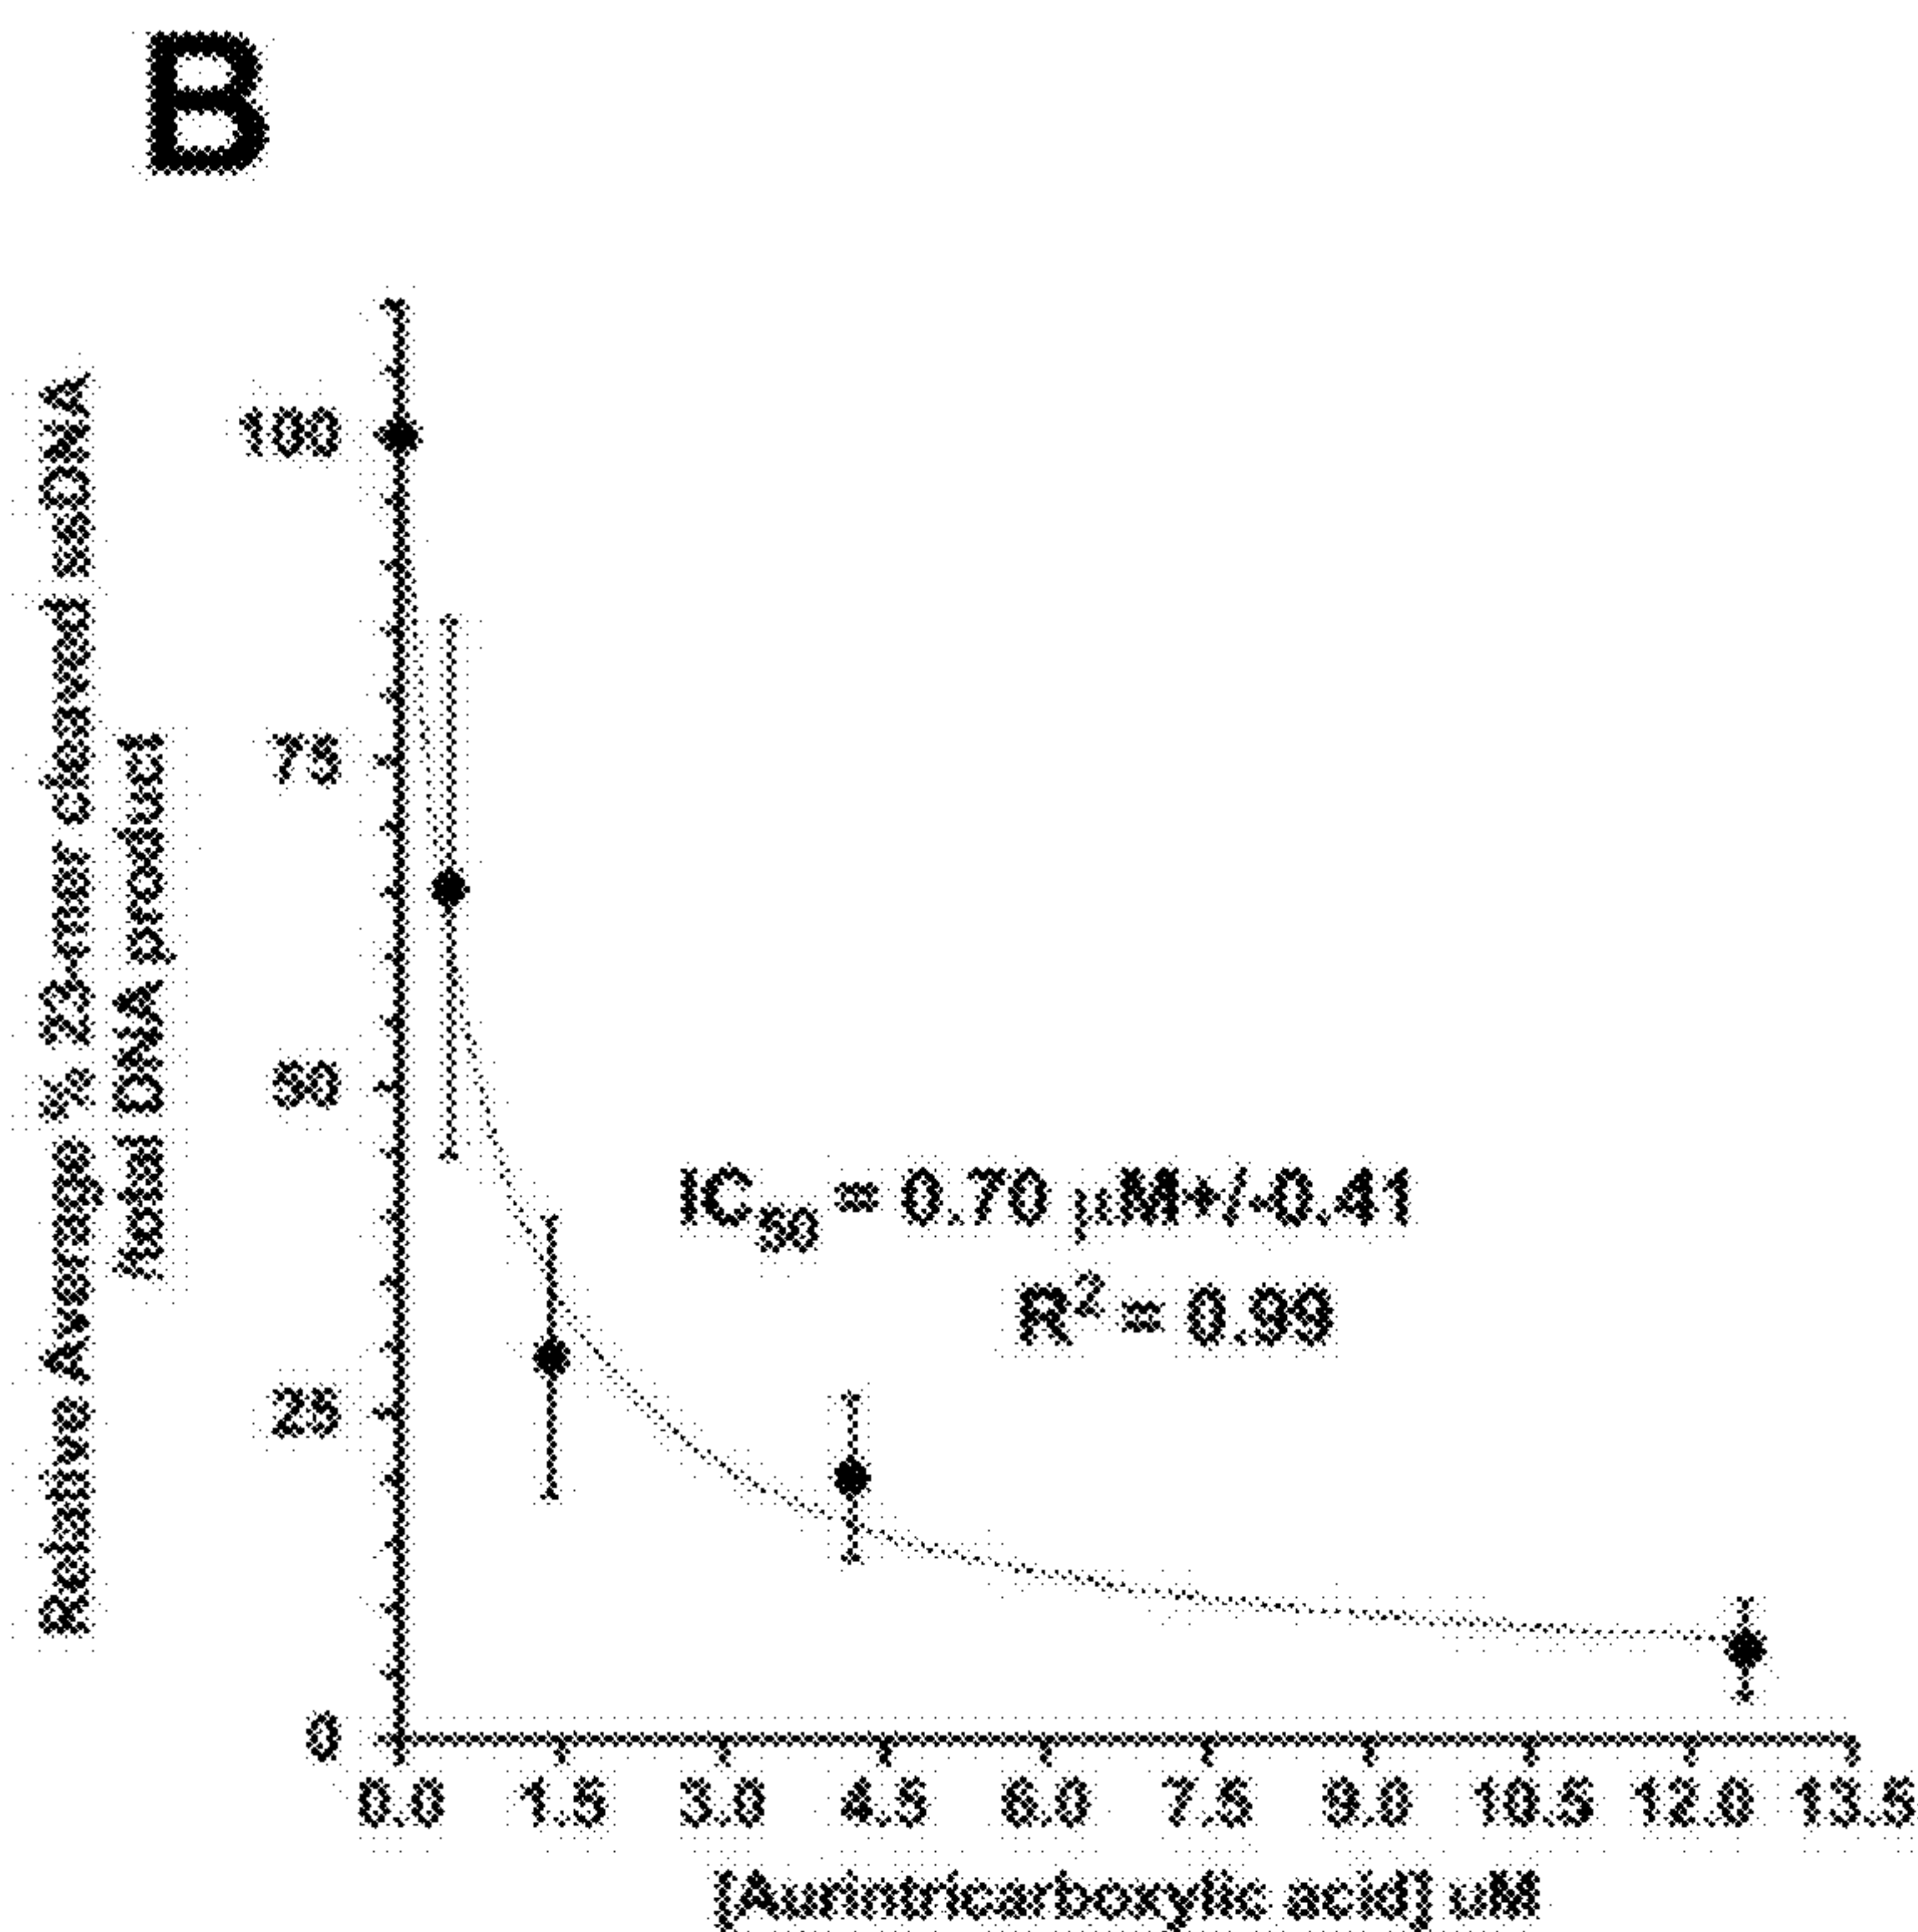 B
Relative Average % 23-mer captured ssDNA
[total DNA product]
100
75
50
25
0
IC50 = 0.70 µM+/-0.41
R² = 0.99
0.0 1.5 3.0 4.5 6.0 7.5 9.0 10.5 12.0 13.5
[Aurintricarboxylic acid] uM